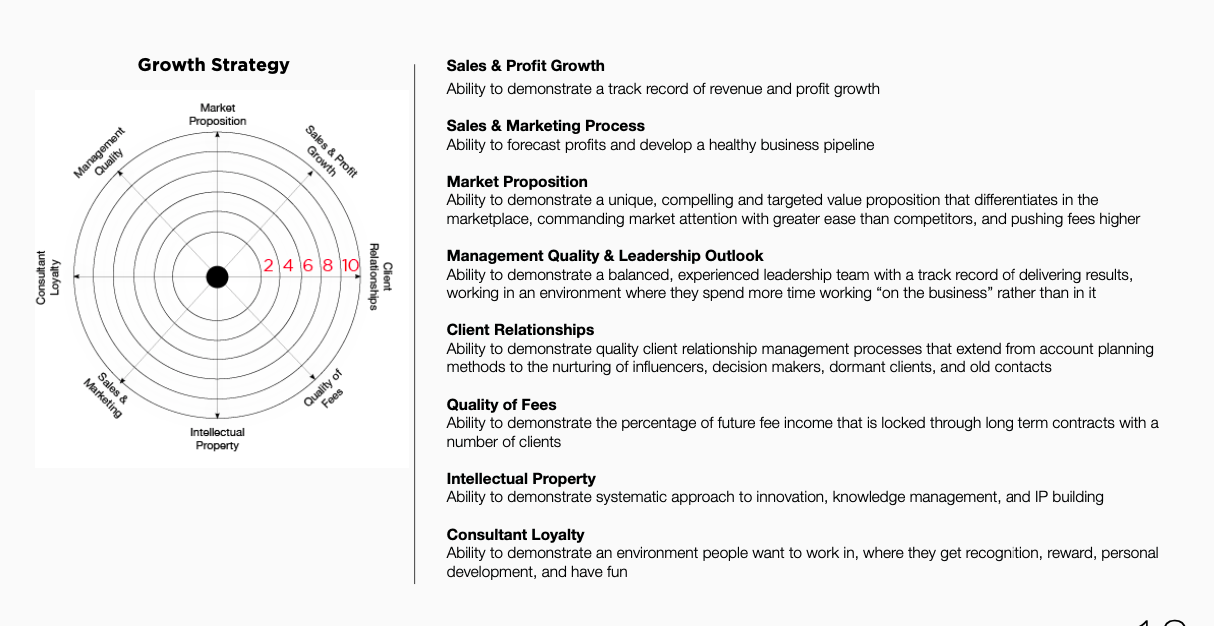 Growth Strategy
Market
Proposition
Sales & Profit
Growth
Client
Relationships
Quality of
Fees
Intellectual
Property
Sales &
Marketing
Consultant
Loyalty
Management
Quality
2 4 6 8 10
Sales & Profit Growth
Ability to demonstrate a track record of revenue and profit growth
Sales & Marketing Process
Ability to forecast profits and develop a healthy business pipeline
Market Proposition
Ability to demonstrate a unique, compelling and targeted value proposition that differentiates in the
marketplace, commanding market attention with greater ease than competitors, and pushing fees higher
Management Quality & Leadership Outlook
Ability to demonstrate a balanced, experienced leadership team with a track record of delivering results,
working in an environment where they spend more time working “on the business” rather than in it
Client Relationships
Ability to demonstrate quality client relationship management processes that extend from account planning
methods to the nurturing of influencers, decision makers, dormant clients, and old contacts
Quality of Fees
Ability to demonstrate the percentage of future fee income that is locked through long term contracts with a
number of clients
Intellectual Property
Ability to demonstrate systematic approach to innovation, knowledge management, and IP building
Consultant Loyalty
Ability to demonstrate an environment people want to work in, where they get recognition, reward, personal
development, and have fun